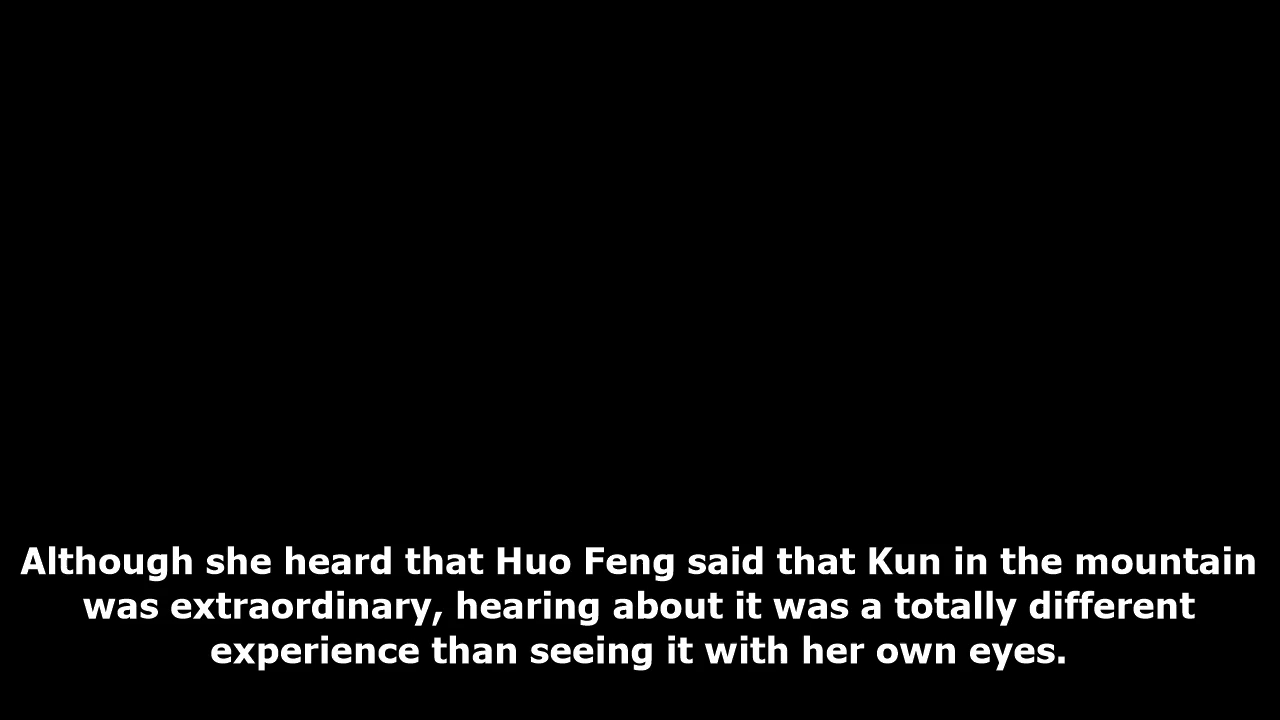 Although she heard that Huo Feng said that Kun in the mountain
was extraordinary, hearing about it was a totally different
experience than seeing it with her own eyes.